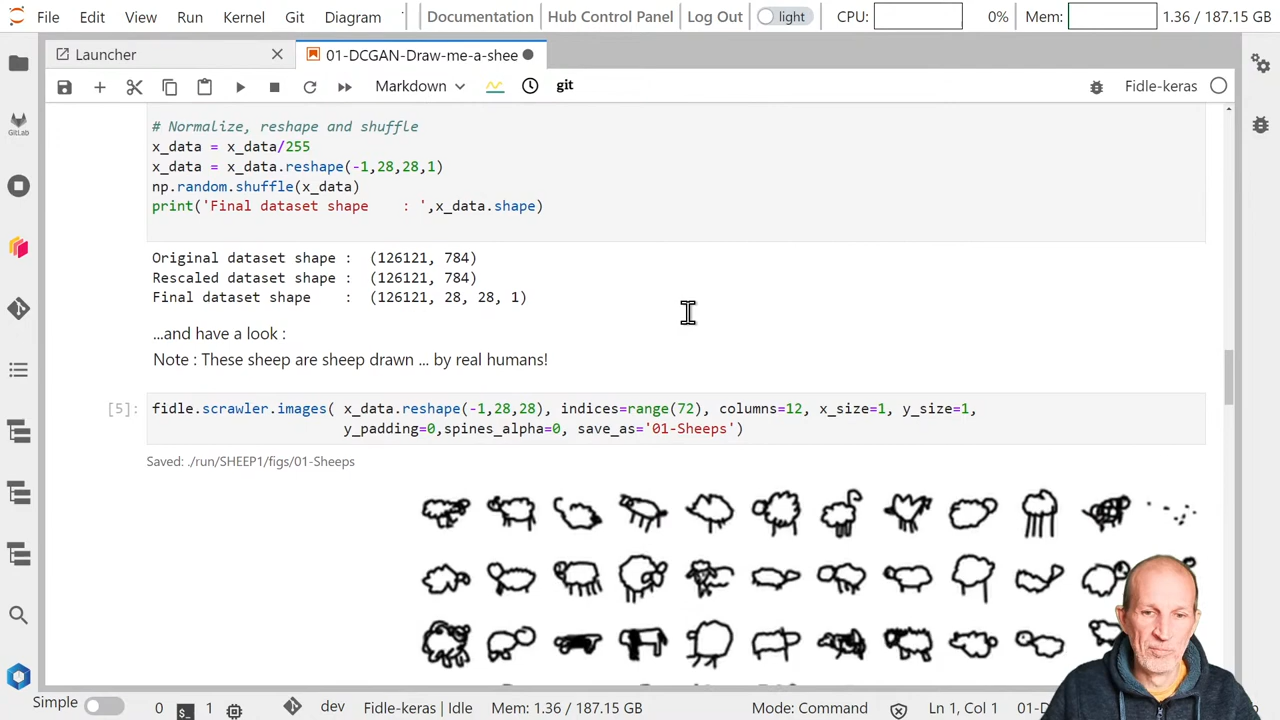 File Edit View Run Kernel Git Diagram Documentation Hub Control Panel Log Out light CPU: 0% Mem: 1.36 / 187.15 GB
Launcher 01-DCGAN-Draw-me-a-shee
Markdown git Fidle-keras
GitLab
# Normalize, reshape and shuffle
x_data = x_data/255
x_data = x_data.reshape(-1,28,28,1)
np.random.shuffle(x_data)
print('Final dataset shape    : ',x_data.shape)
Original dataset shape :  (126121, 784)
Rescaled dataset shape :  (126121, 784)
Final dataset shape    :  (126121, 28, 28, 1)
...and have a look :
Note : These sheep are sheep drawn ... by real humans!
[5]: fidle.scrawler.images( x_data.reshape(-1,28,28), indices=range(72), columns=12, x_size=1, y_size=1,
y_padding=0,spines_alpha=0, save_as='01-Sheeps')
Saved: ./run/SHEEP1/figs/01-Sheeps
Simple 0 1 dev Fidle-keras | Idle Mem: 1.36 / 187.15 GB Mode: Command Ln 1, Col 1 01-D